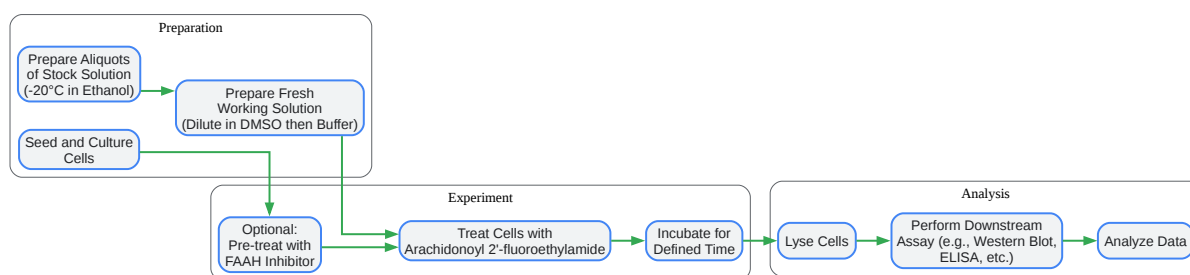 Preparation
Prepare Aliquots
of Stock Solution
(-20°C in Ethanol)
Prepare Fresh
Working Solution
(Dilute in DMSO then Buffer)
Seed and Culture
Cells
Experiment
Optional:
Pre-treat with
FAAH Inhibitor
Treat Cells with
Arachidonoyl 2'-fluoroethylamide
Incubate for
Defined Time
Analysis
Lyse Cells
Perform Downstream
Assay (e.g., Western Blot,
ELISA, etc.)
Analyze Data